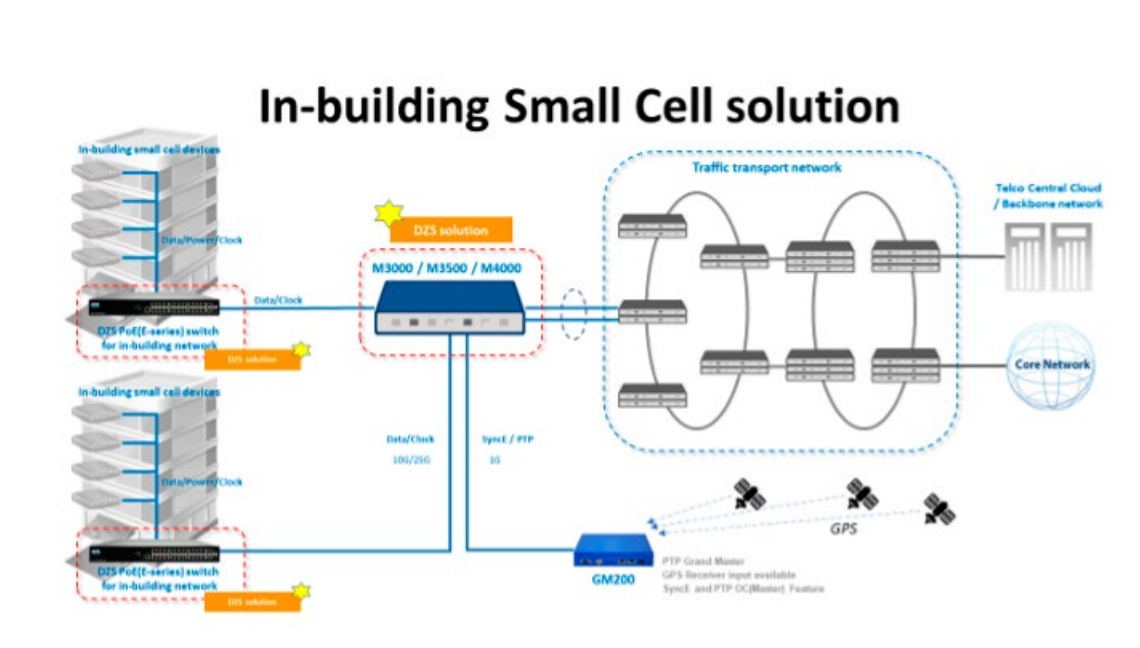 In-building Small Cell solution
In-building small cell devices
Data/Power/Clock
DZS PoE(E-series) switch
for in-building network
DZS solution
Data/Clock
DZS solution
M3000 / M3500 / M4000
Traffic transport network
Telco Central Cloud
/ Backbone network
Core Network
In-building small cell devices
Data/Power/Clock
DZS PoE(E-series) switch
for in-building network
DZS solution
Data/Clock
10G/25G
SyncE / PTP
1G
GPS
GM200
PTP Grand Master
GPS Receiver input available
SyncE and PTP OC(Master) Feature